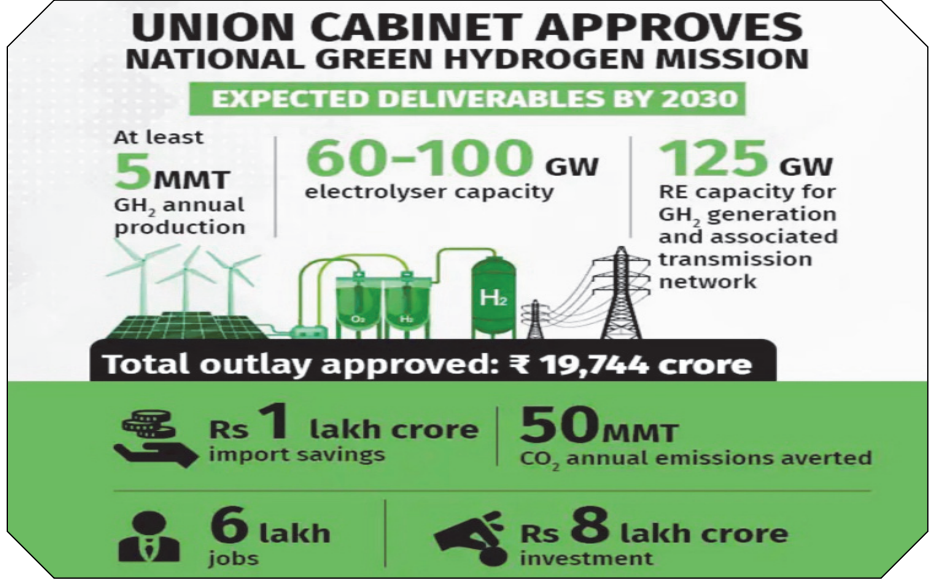 UNION CABINET APPROVES
NATIONAL GREEN HYDROGEN MISSION
EXPECTED DELIVERABLES BY 2030
At least
5MMT
GH₂ annual
production
60-100 GW
electrolyser capacity
125 GW
RE capacity for
GH₂ generation
and associated
transmission
network
O₂
H₂
H₂
Total outlay approved: ₹ 19,744 crore
Rs 1 lakh crore
import savings
50MMT
CO₂ annual emissions averted
6 lakh
jobs
Rs 8 lakh crore
investment